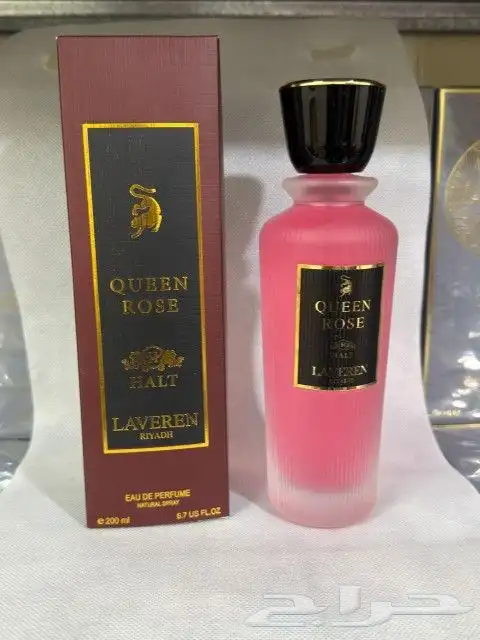 QUEEN
ROSE
HALT
LAVEREN
RIYADH
EAU DE PERFUME
NATURAL SPRAY
e 200 ml
6.7 US FL.OZ
QUEEN
ROSE
HALT
LAVEREN
RIYADH
حراج